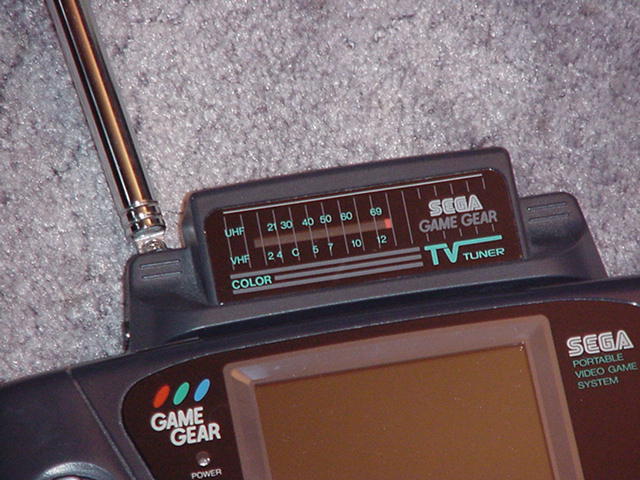 UHF 21 30 40 50 60 69
VHF 2 4 C 5 7 10 12
COLOR
SEGA
GAME GEAR
TV TUNER
SEGA
PORTABLE
VIDEO GAME
SYSTEM
GAME
GEAR
POWER